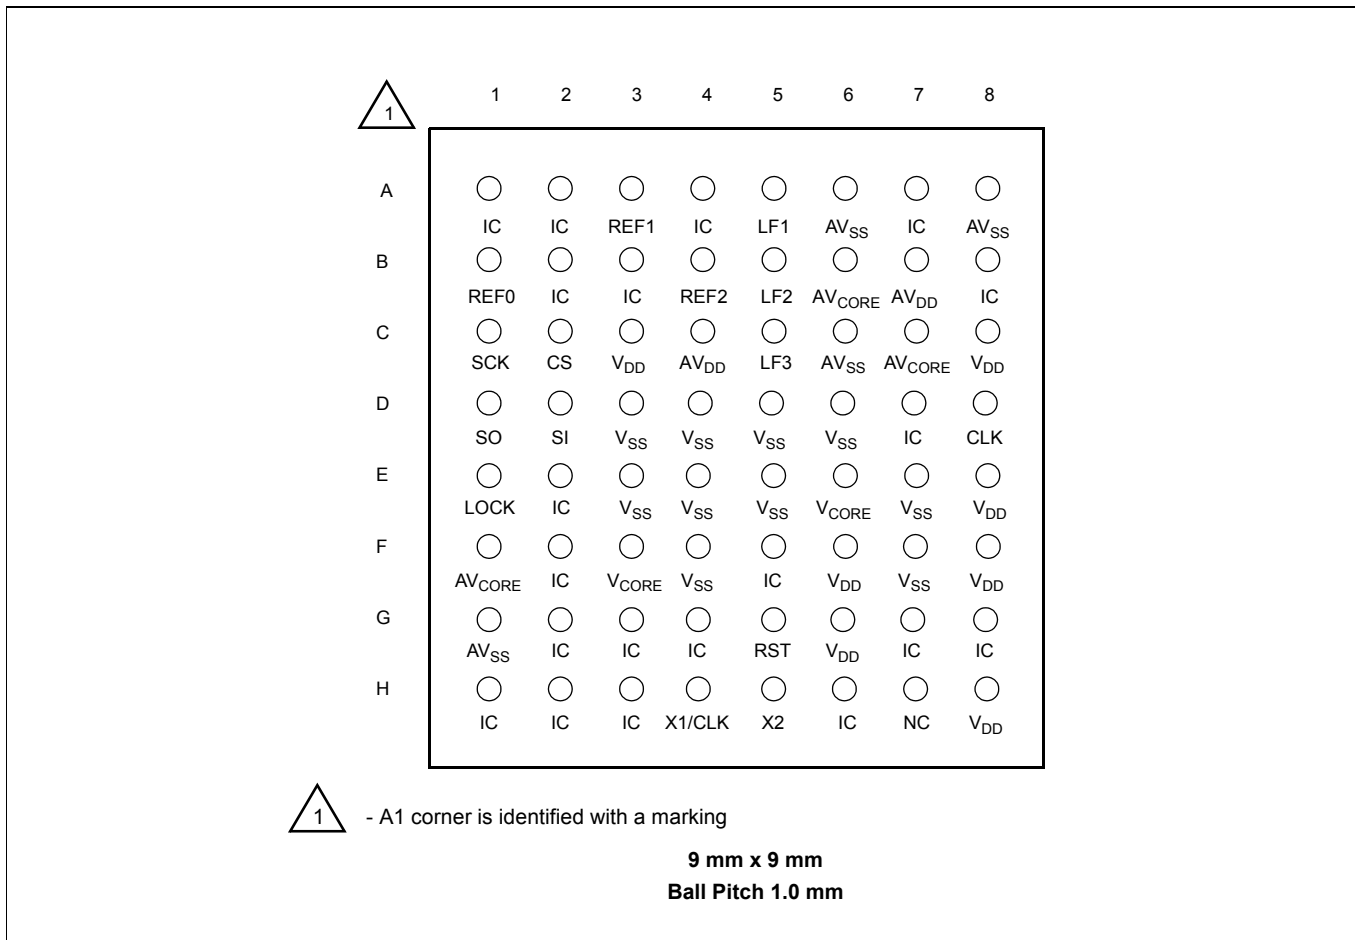 1 1 2 3 4 5 6 7 8
A
IC IC REF1 IC LF1 AVSS IC AVSS
B
REF0 IC IC REF2 LF2 AVCORE AVDD IC
C
SCK CS VDD AVDD LF3 AVSS AVCORE VDD
D
SO SI VSS VSS VSS VSS IC CLK
E
LOCK IC VSS VSS VSS VCORE VSS VDD
F
AVCORE IC VCORE VSS IC VDD VSS VDD
G
AVSS IC IC IC RST VDD IC IC
H
IC IC IC X1/CLK X2 IC NC VDD
1 - A1 corner is identified with a marking
9 mm x 9 mm
Ball Pitch 1.0 mm